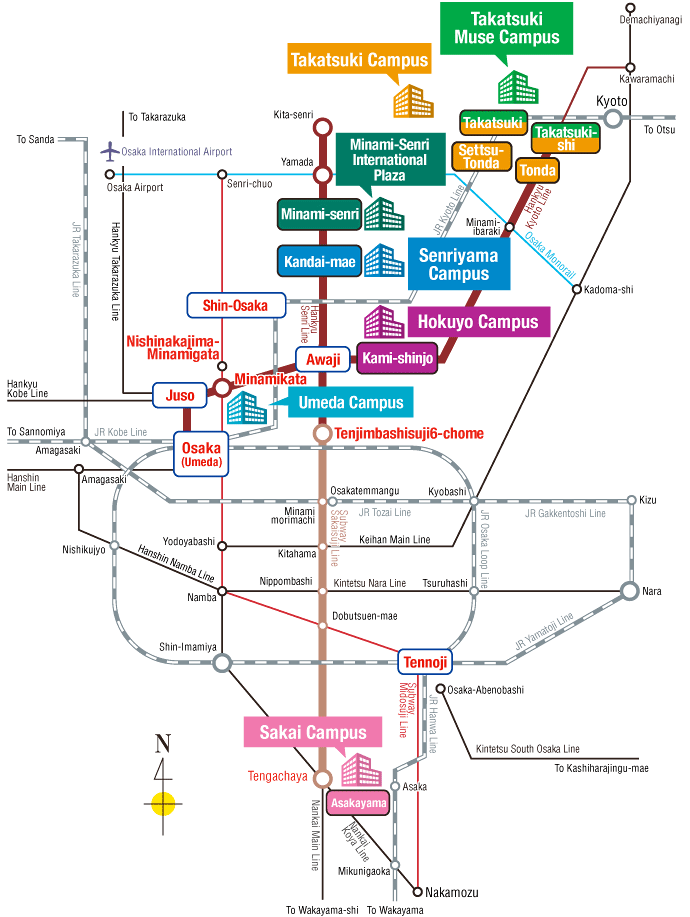 Demachiyanagi
Takatsuki
Muse Campus
Takatsuki Campus
Kawaramachi
Kyoto
To Takarazuka
Kita-senri
Takatsuki
Takatsuki-
shi
To Otsu
To Sanda
Osaka International Airport
Minami-Senri
International
Plaza
Settsu-
Tonda
Tonda
Yamada
Osaka Airport
Senri-chuo
JR Kyoto Line
Hankyu
Kyoto Line
Minami-senri
Minami-
ibaraki
JR Takarazuka Line
Hankyu Takarazuka Line
Kandai-mae
Senriyama
Campus
Osaka Monorail
Kadoma-shi
Shin-Osaka
Hankyu
Senri Line
Hokuyo Campus
Nishinakajima-
Minamigata
Awaji
Kami-shinjo
Minamikata
Hankyu
Kobe Line
Juso
Umeda Campus
To Sannomiya
JR Kobe Line
Amagasaki
Osaka
(Umeda)
Tenjimbashisuji6-chome
Hanshin
Main Line
Amagasaki
Osakatemmangu
Kyobashi
Kizu
Minami
morimachi
JR Tozai Line
JR Gakkentoshi Line
Subway
Sakaisuji Line
JR Osaka Loop Line
Nishikujyo
Yodoyabashi
Kitahama
Keihan Main Line
Hanshin Namba Line
Nippombashi
Kintetsu Nara Line
Tsuruhashi
Namba
Nara
Dobutsuen-mae
JR Yamatoji Line
Shin-Imamiya
Tennoji
Subway
Midosuji Line
JR Hanwa Line
Osaka-Abenobashi
Sakai Campus
N
Kintetsu South Osaka Line
To Kashiharajingu-mae
Tengachaya
Asaka
Asakayama
Nankai Main Line
Nankai
Koya Line
Mikunigaoka
Nakamozu
To Wakayama-shi
To Wakayama